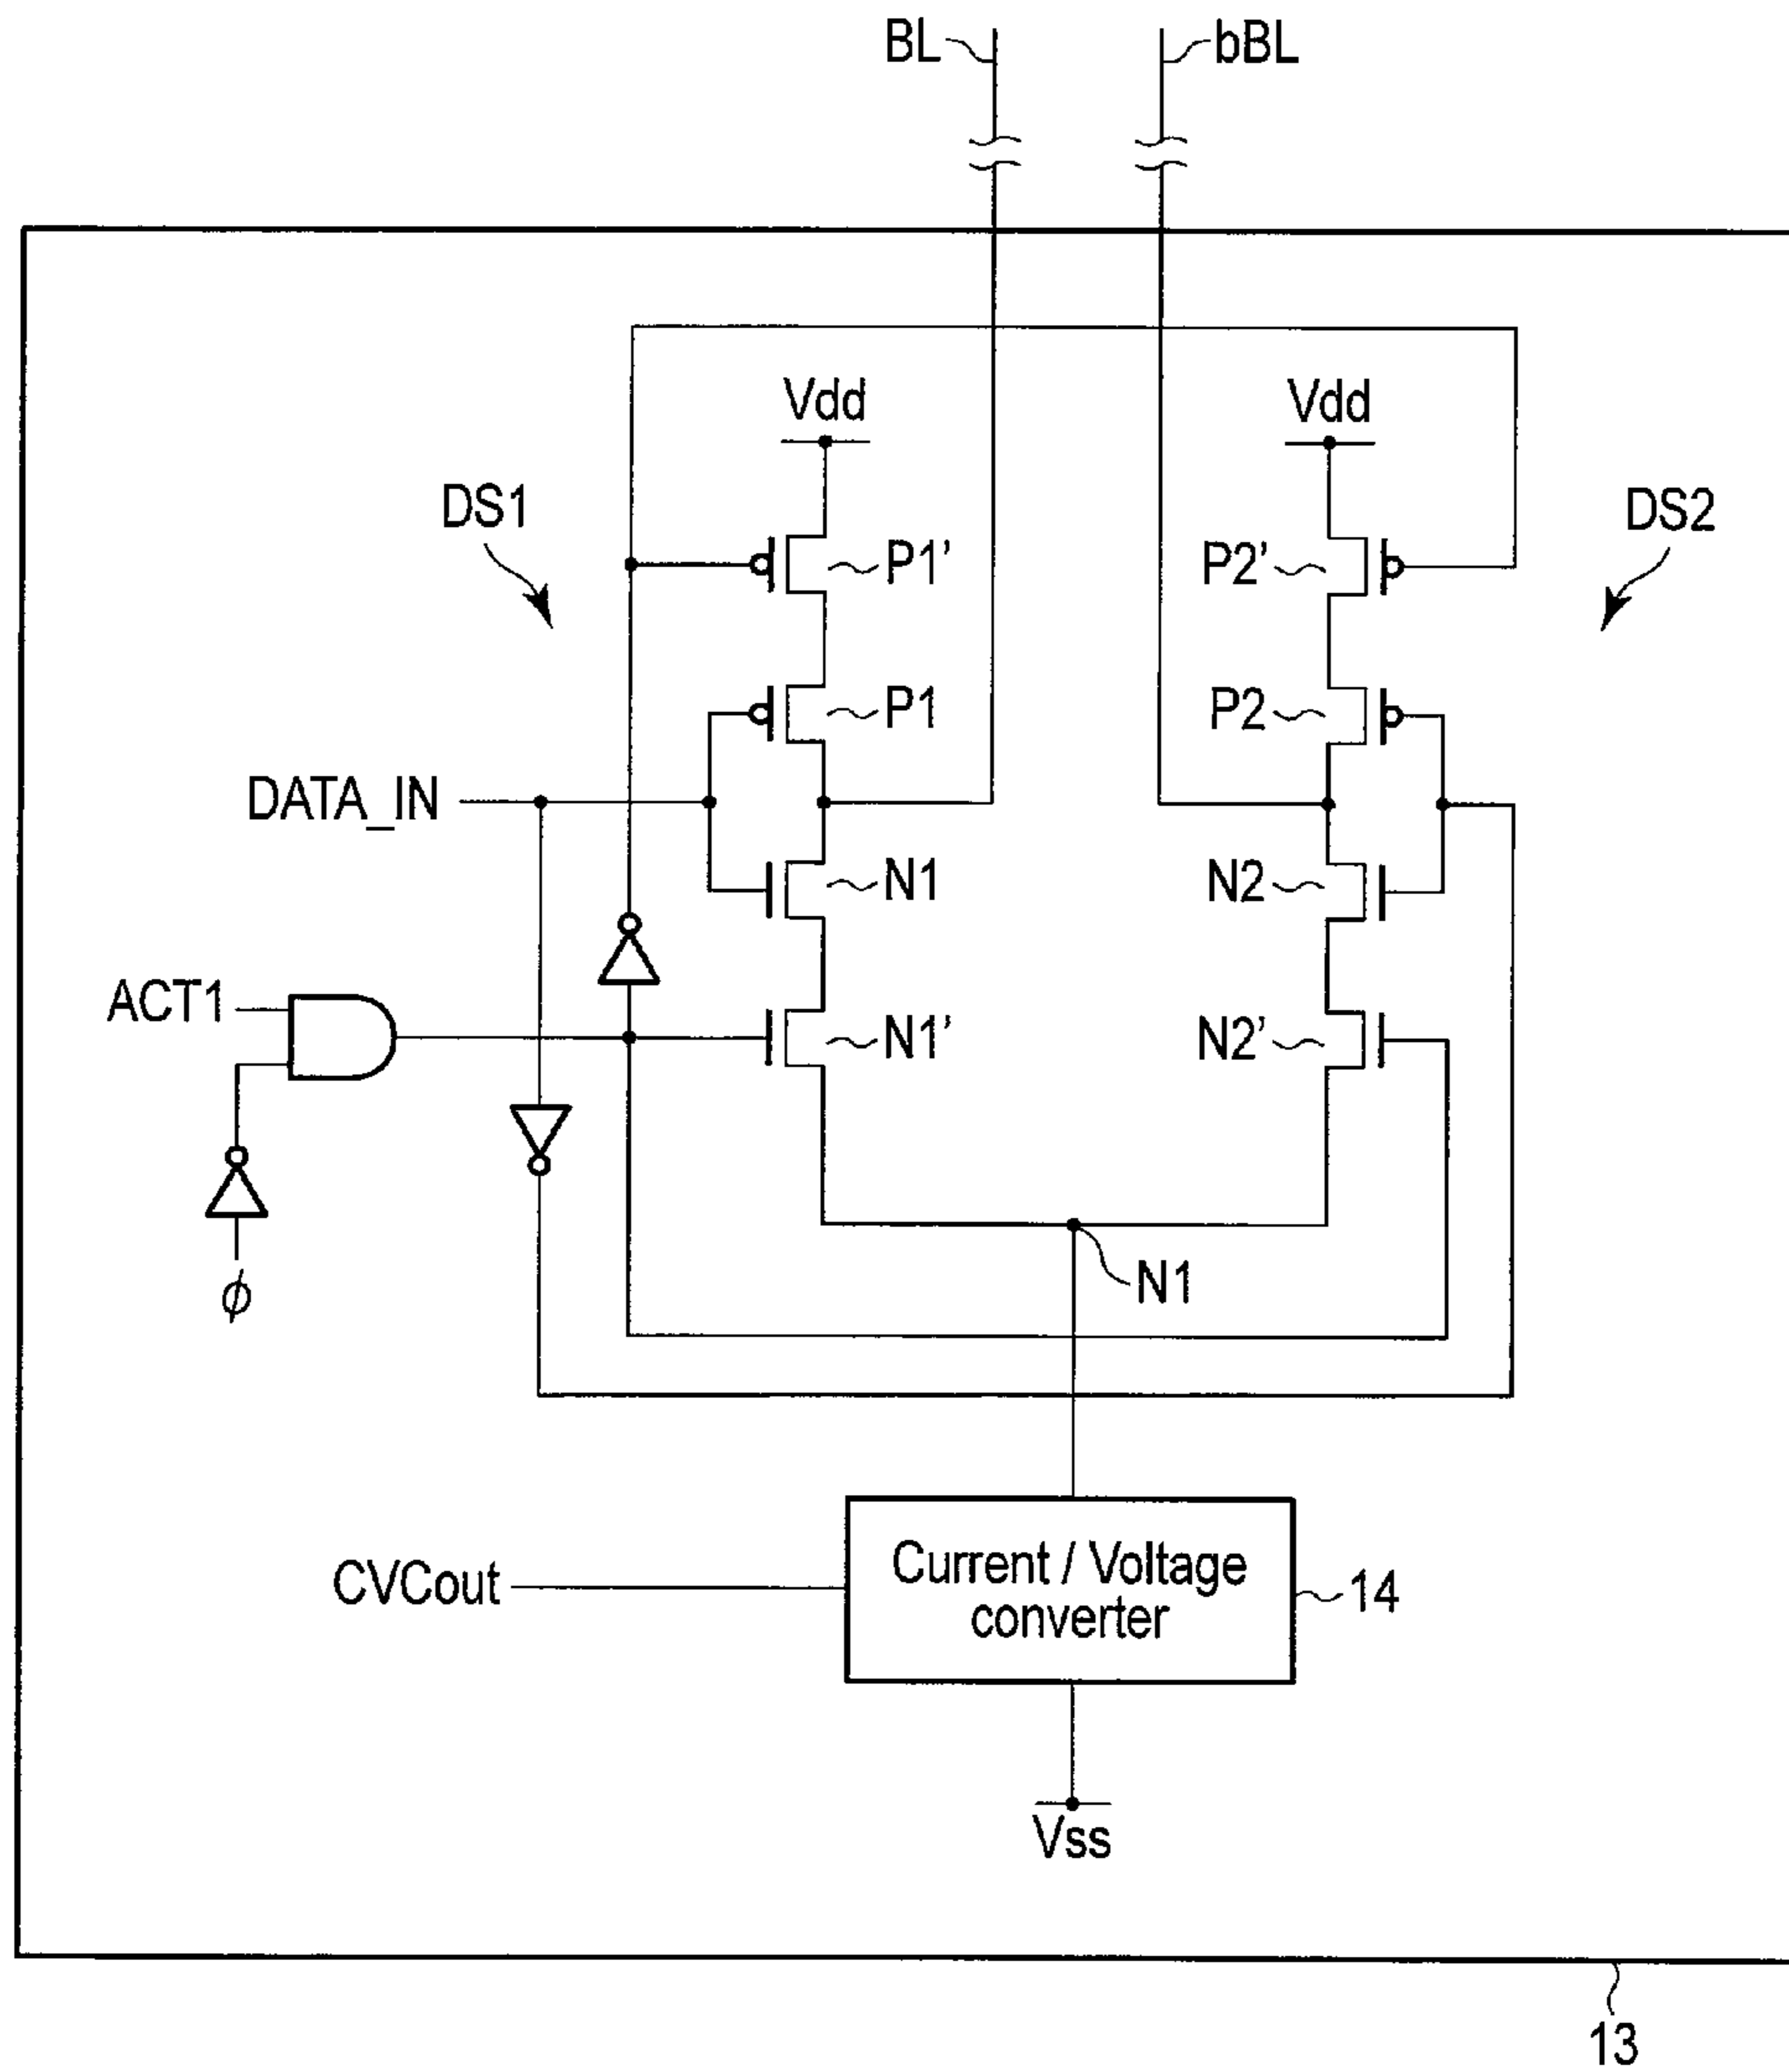 BL
bBL
Vdd
Vdd
DS1
DS2
P1’
P2’
P1
P2
DATA_IN
N1
N2
ACT1
N1’
N2’
N1
ϕ
Current / Voltage
converter
CVCout
14
Vss
13